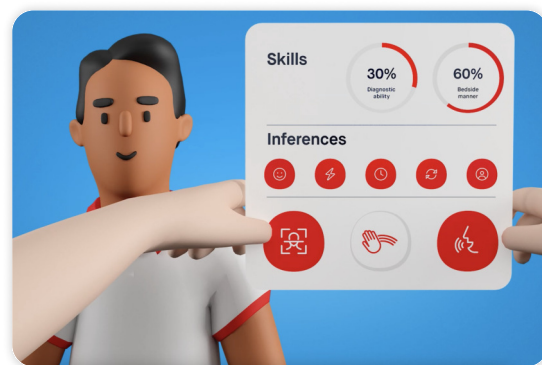 Skills
30%
Diagnostic
ability
60%
Bedside
manner
Inferences